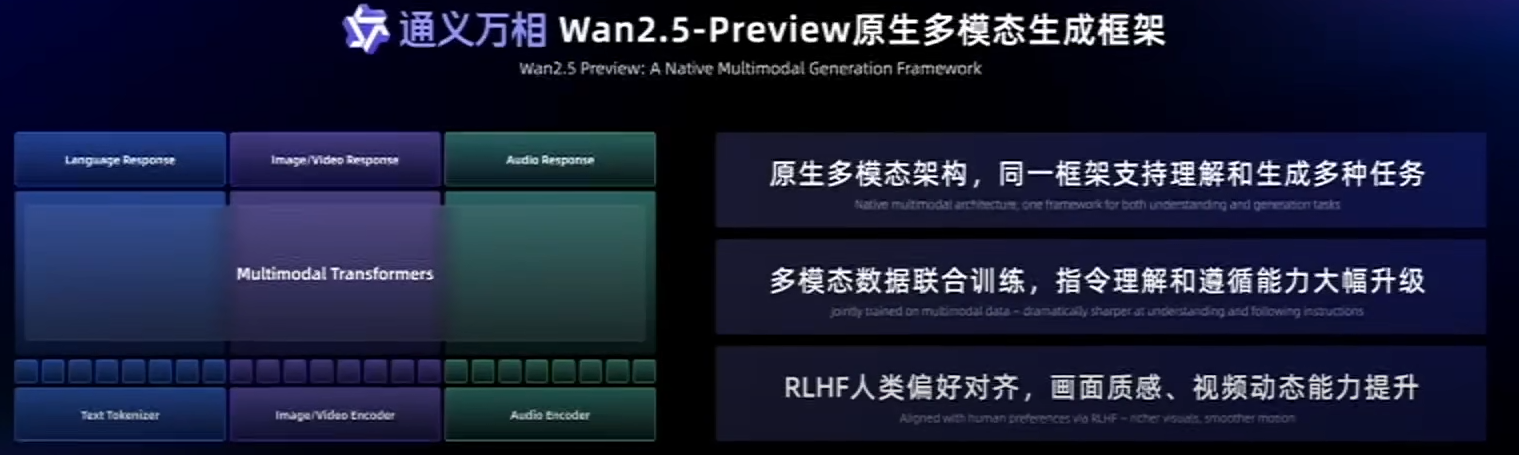 通义万相 Wan2.5-Preview原生多模态生成框架
Wan2.5 Preview: A Native Multimodal Generation Framework
Language Response
Image/Video Response
Audio Response
Multimodal Transformers
Text Tokenizer
Image/Video Encoder
Audio Encoder
原生多模态架构，同一框架支持理解和生成多种任务
Native multimodal architecture, one framework for both understanding and generation tasks
多模态数据联合训练，指令理解和遵循能力大幅升级
Jointly trained on multimodal data – dramatically sharper at understanding and following instructions
RLHF人类偏好对齐，画面质感、视频动态能力提升
Aligned with human preferences via RLHF – richer visuals, smoother motion